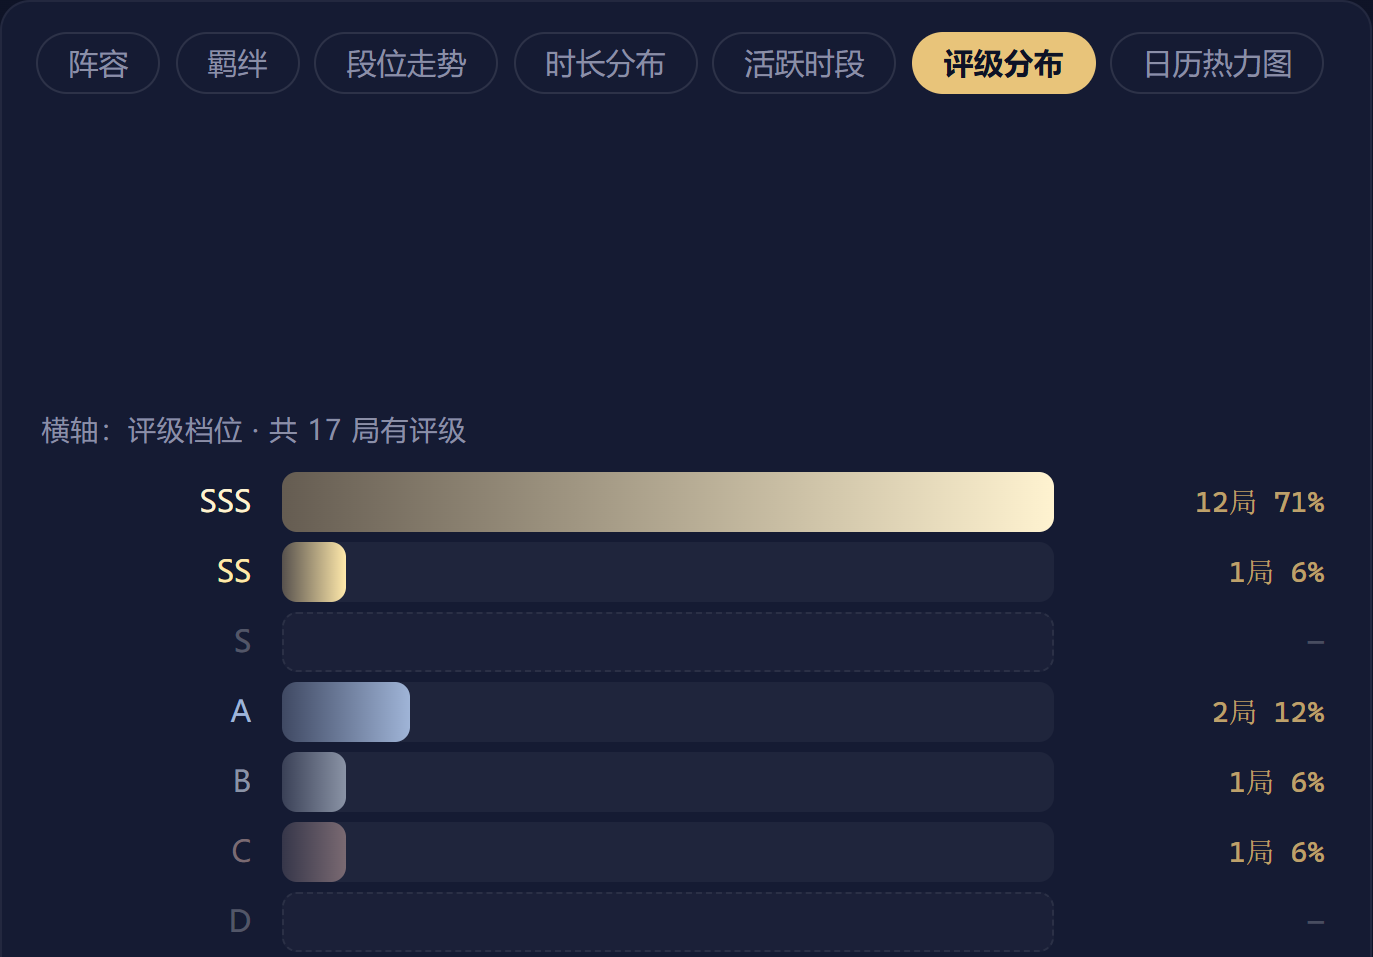 阵容 羁绊 段位走势 时长分布 活跃时段 评级分布 日历热力图
横轴：评级档位 · 共 17 局有评级
SSS 12局 71%
SS 1局 6%
S —
A 2局 12%
B 1局 6%
C 1局 6%
D —